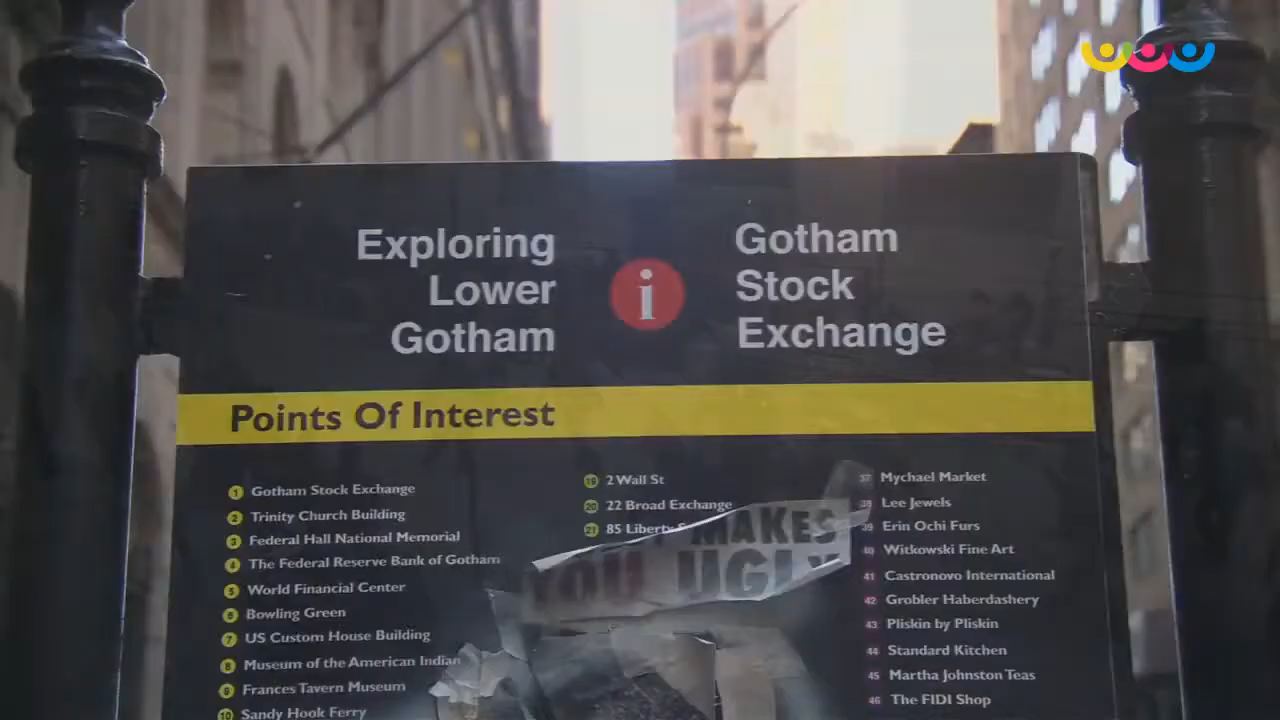 Exploring
Lower
Gotham
i
Gotham
Stock
Exchange
Points Of Interest
1 Gotham Stock Exchange
2 Trinity Church Building
3 Federal Hall National Memorial
4 The Federal Reserve Bank of Gotham
5 World Financial Center
6 Bowling Green
7 US Custom House Building
8 Museum of the American Indian
9 Frances Tavern Museum
10 Sandy Hook Ferry
19 2 Wall St
20 22 Broad Exchange
21 85 Liberty
MAKES
YOU UGLY
37 Mychael Market
38 Lee Jewels
39 Erin Ochi Furs
40 Witkowski Fine Art
41 Castronovo International
42 Grobler Haberdashery
43 Pliskin by Pliskin
44 Standard Kitchen
45 Martha Johnston Teas
46 The FIDI Shop